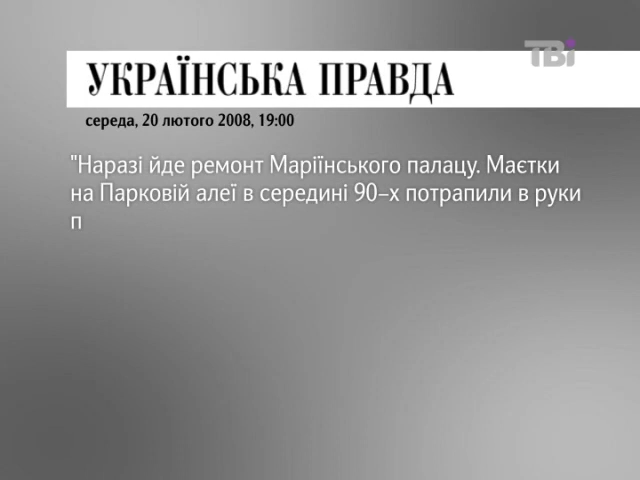 ТВі
УКРАЇНСЬКА ПРАВДА
середа, 20 лютого 2008, 19:00
"Наразі йде ремонт Маріїнського палацу. Маєтки
на Парковій алеї в середині 90–х потрапили в руки
п